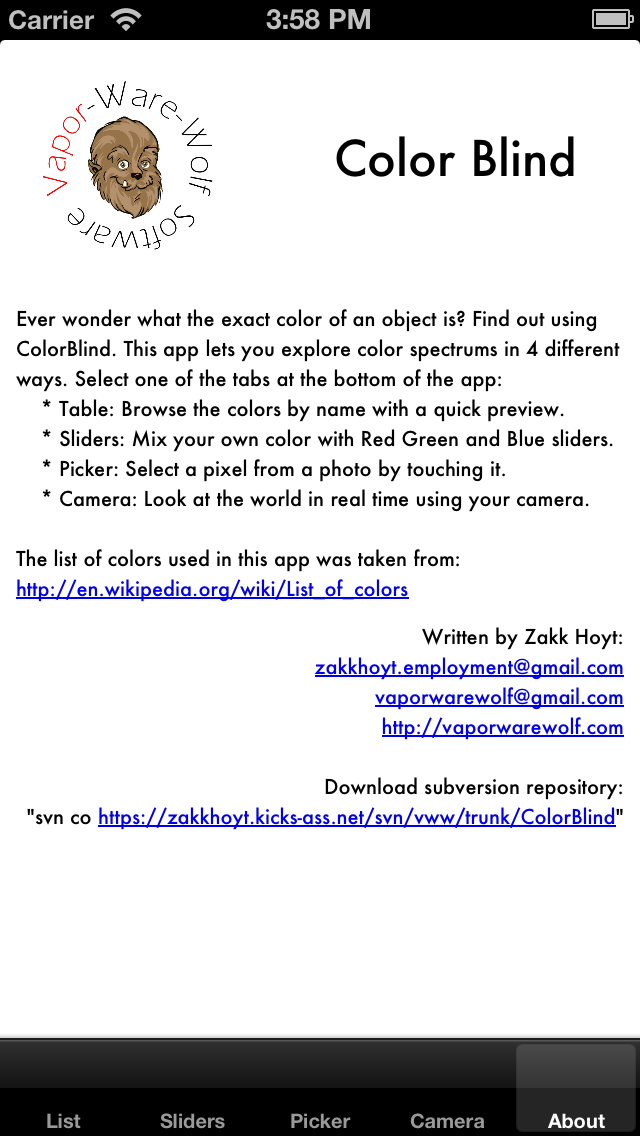 Carrier 3:58 PM
Vapor-Ware-Wolf Software
Color Blind
Ever wonder what the exact color of an object is? Find out using
ColorBlind. This app lets you explore color spectrums in 4 different
ways. Select one of the tabs at the bottom of the app:
* Table: Browse the colors by name with a quick preview.
* Sliders: Mix your own color with Red Green and Blue sliders.
* Picker: Select a pixel from a photo by touching it.
* Camera: Look at the world in real time using your camera.
The list of colors used in this app was taken from:
http://en.wikipedia.org/wiki/List_of_colors
Written by Zakk Hoyt:
zakkhoyt.employment@gmail.com
vaporwarewolf@gmail.com
http://vaporwarewolf.com
Download subversion repository:
"svn co https://zakkhoyt.kicks-ass.net/svn/vww/trunk/ColorBlind"
List Sliders Picker Camera About